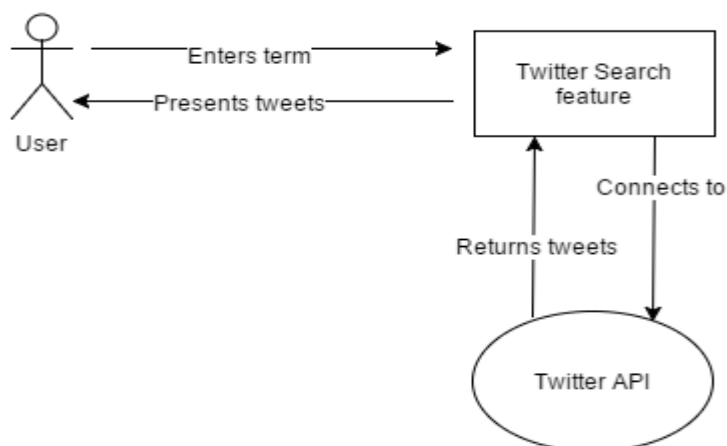 Enters term
Twitter Search
feature
Presents tweets
User
Connects to
Returns tweets
Twitter API